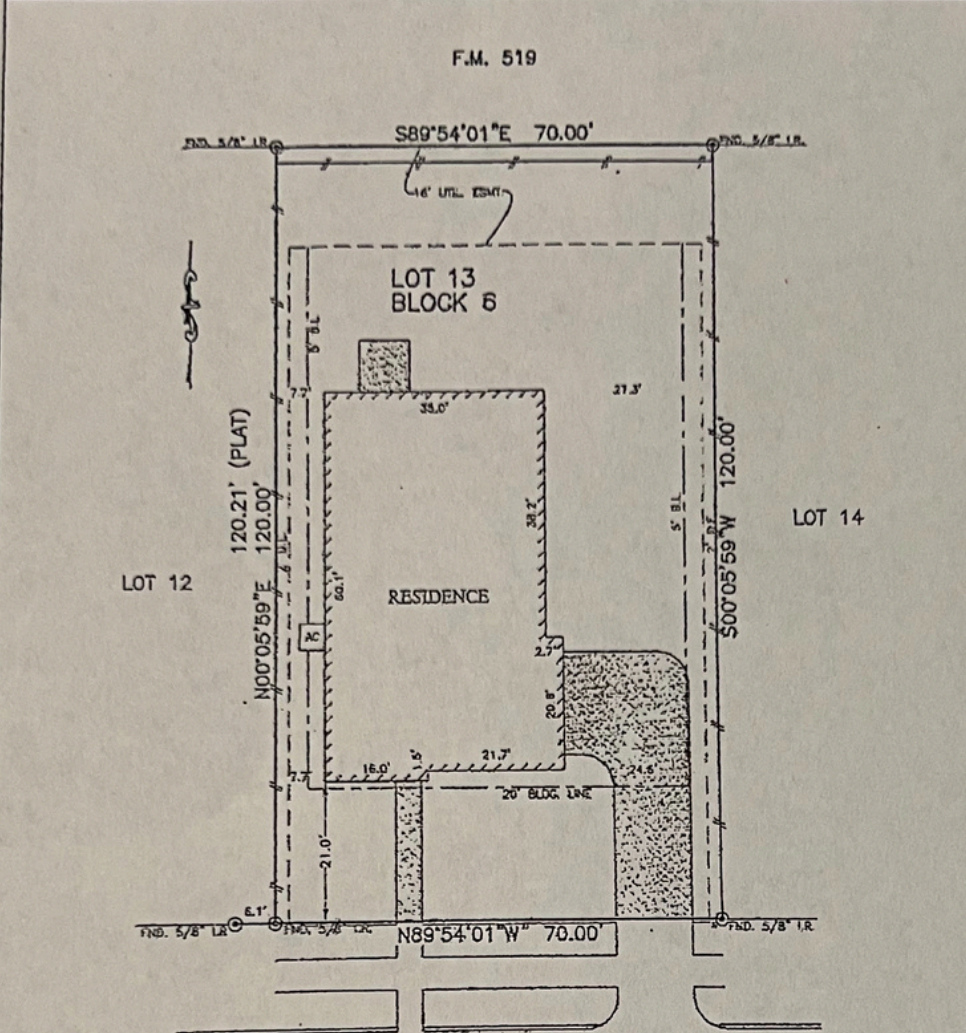 F.M. 519
S89°54'01"E 70.00'
FND. 5/8" I.R.
FND. 5/8" I.R.
16' UTIL. ESMT.
LOT 13
BLOCK 6
5' B.L.
7.7'
35.0'
27.3'
120.21' (PLAT)
120.00'
N00°05'59"E
60.1'
38.2'
5' B.L.
S00°05'59"W 120.00'
LOT 14
LOT 12
RESIDENCE
2.7'
20.8'
16.0'
21.7'
24.6'
7.7'
20' BLDG. LINE
21.0'
6.1'
FND. 5/8" I.R.
FND. 5/8" I.R.
N89°54'01"W 70.00'
FND. 5/8" I.R.